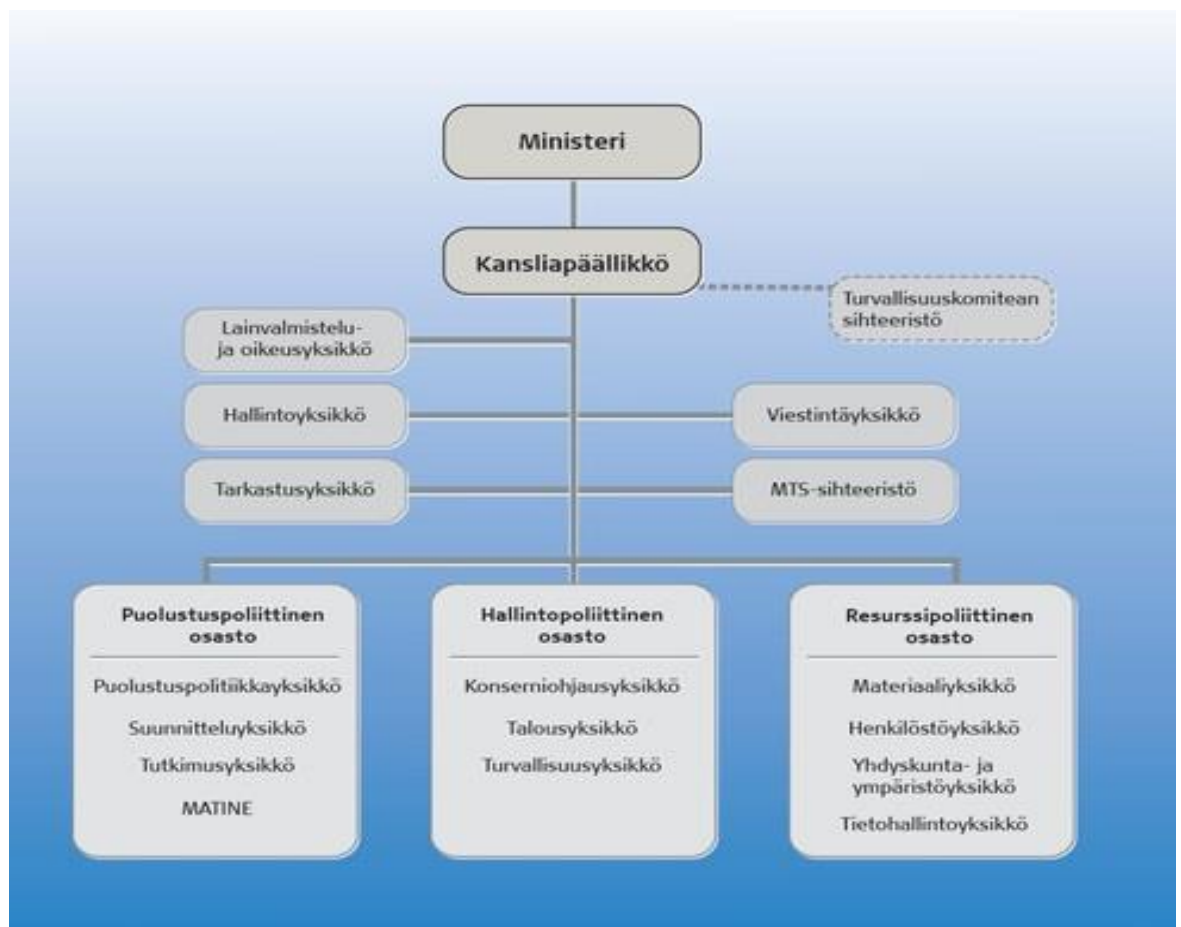 Ministeri
Kansliapäällikkö
Turvallisuuskomitean
sihteeristö
Lainvalmistelu-
ja oikeusyksikkö
Hallintoyksikkö
Viestintäyksikkö
Tarkastusyksikkö
MTS-sihteeristö
Puolustuspoliittinen
osasto
Puolustuspolitiikkayksikkö
Suunnitteluyksikkö
Tutkimusyksikkö
MATINE
Hallintopoliittinen
osasto
Konserniohjausyksikkö
Talousyksikkö
Turvallisuusyksikkö
Resurssipoliittinen
osasto
Materiaaliyksikkö
Henkilöstöyksikkö
Yhdyskunta- ja
ympäristöyksikkö
Tietohallintoyksikkö